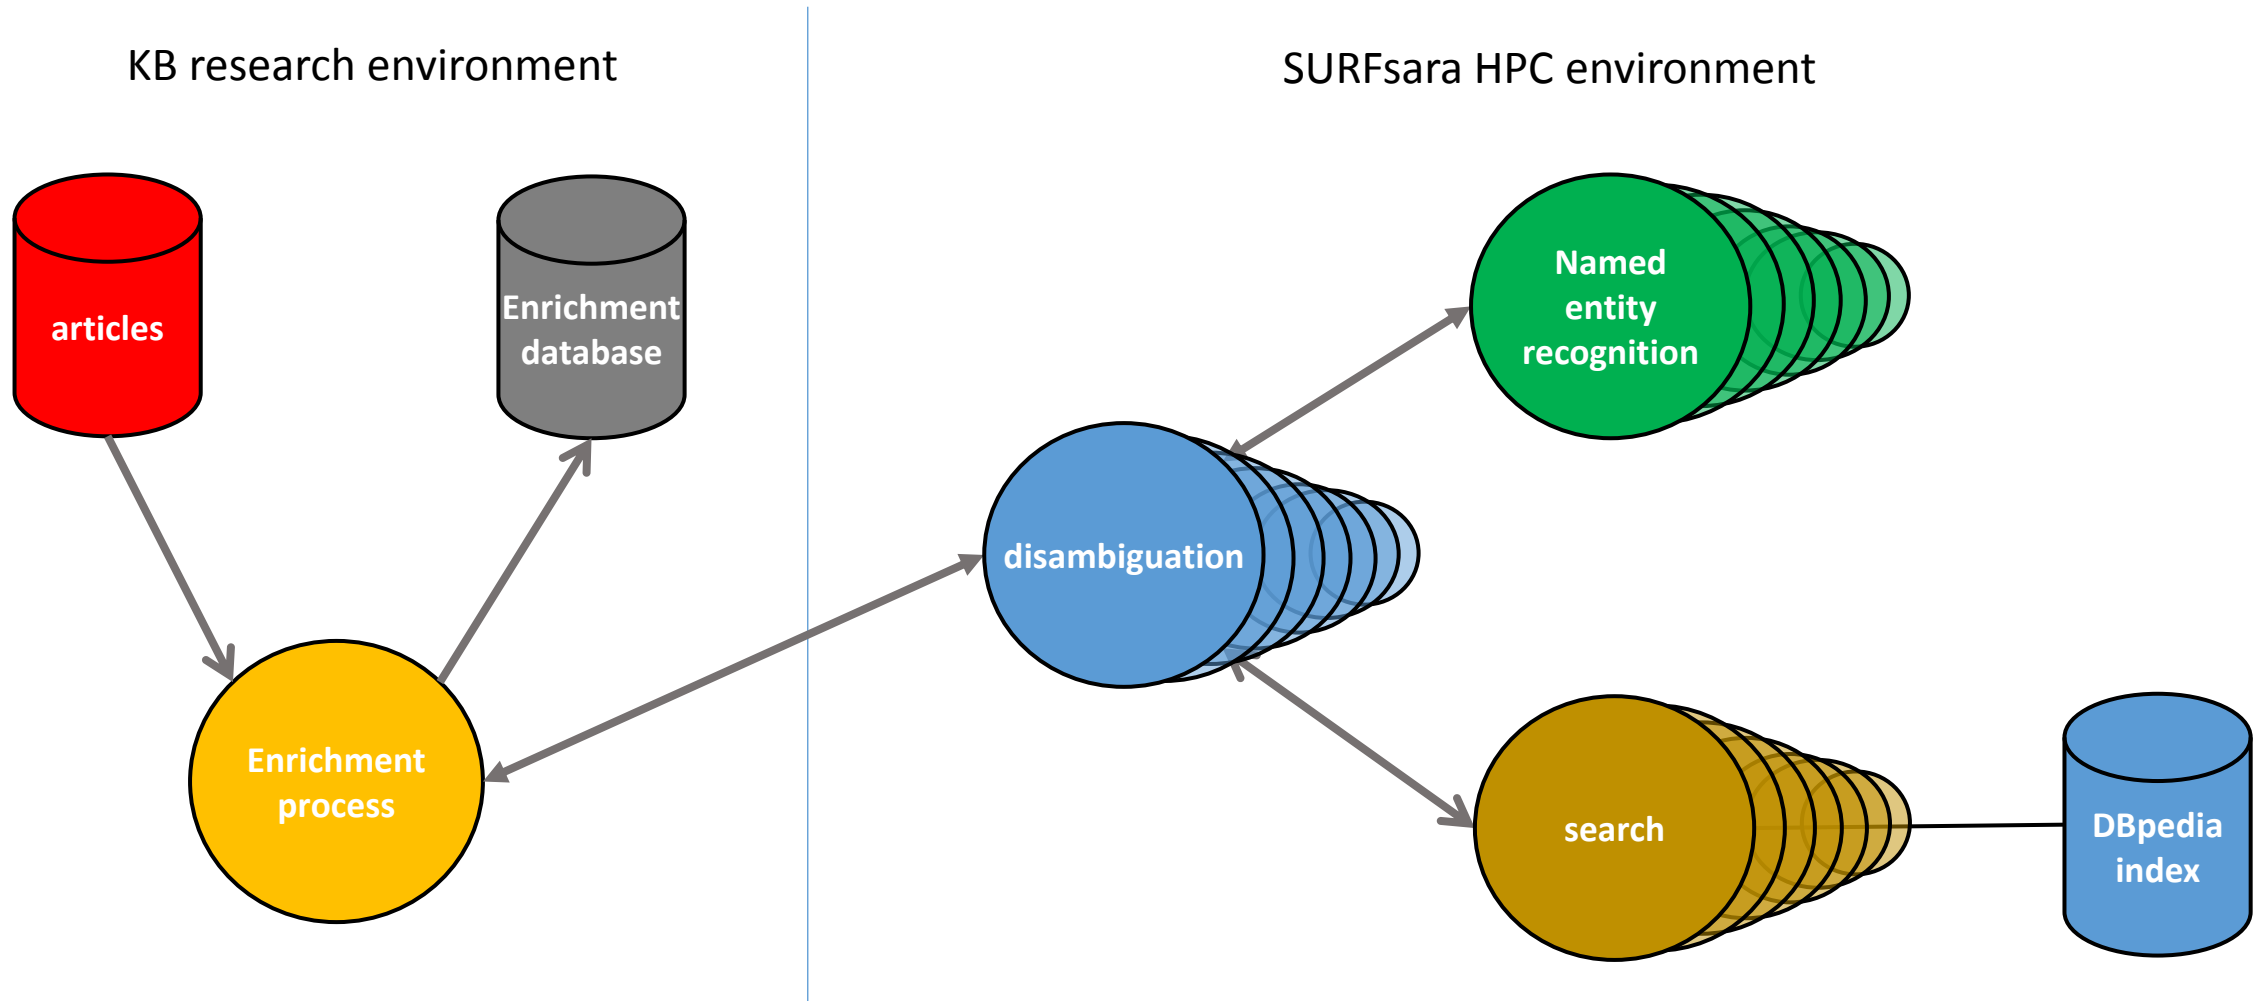 KB research environment
SURFsara HPC environment
articles
Enrichment
database
Named
entity
recognition
disambiguation
Enrichment
process
search
DBpedia
index